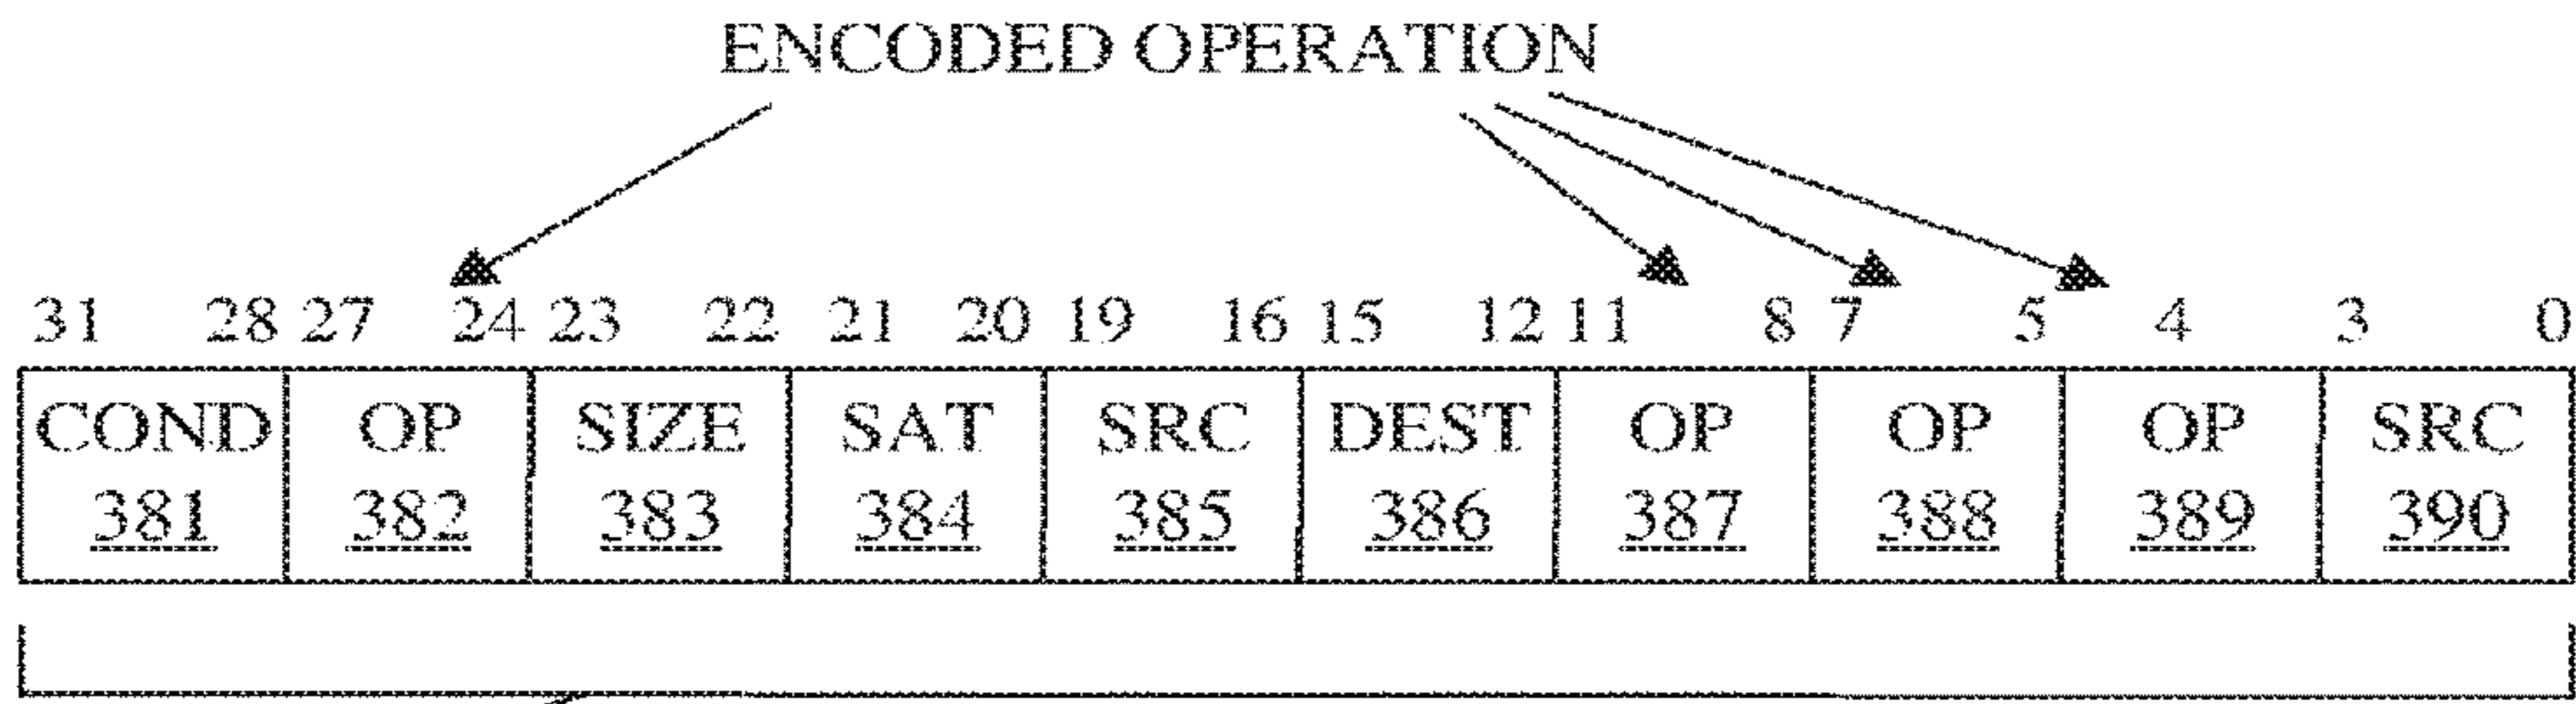 ENCODED OPERATION
31 28 27 24 23 22 21 20 19 16 15 12 11 8 7 5 4 3 0
COND OP SIZE SAT SRC DEST OP OP OP SRC
381 382 383 384 385 386 387 388 389 390